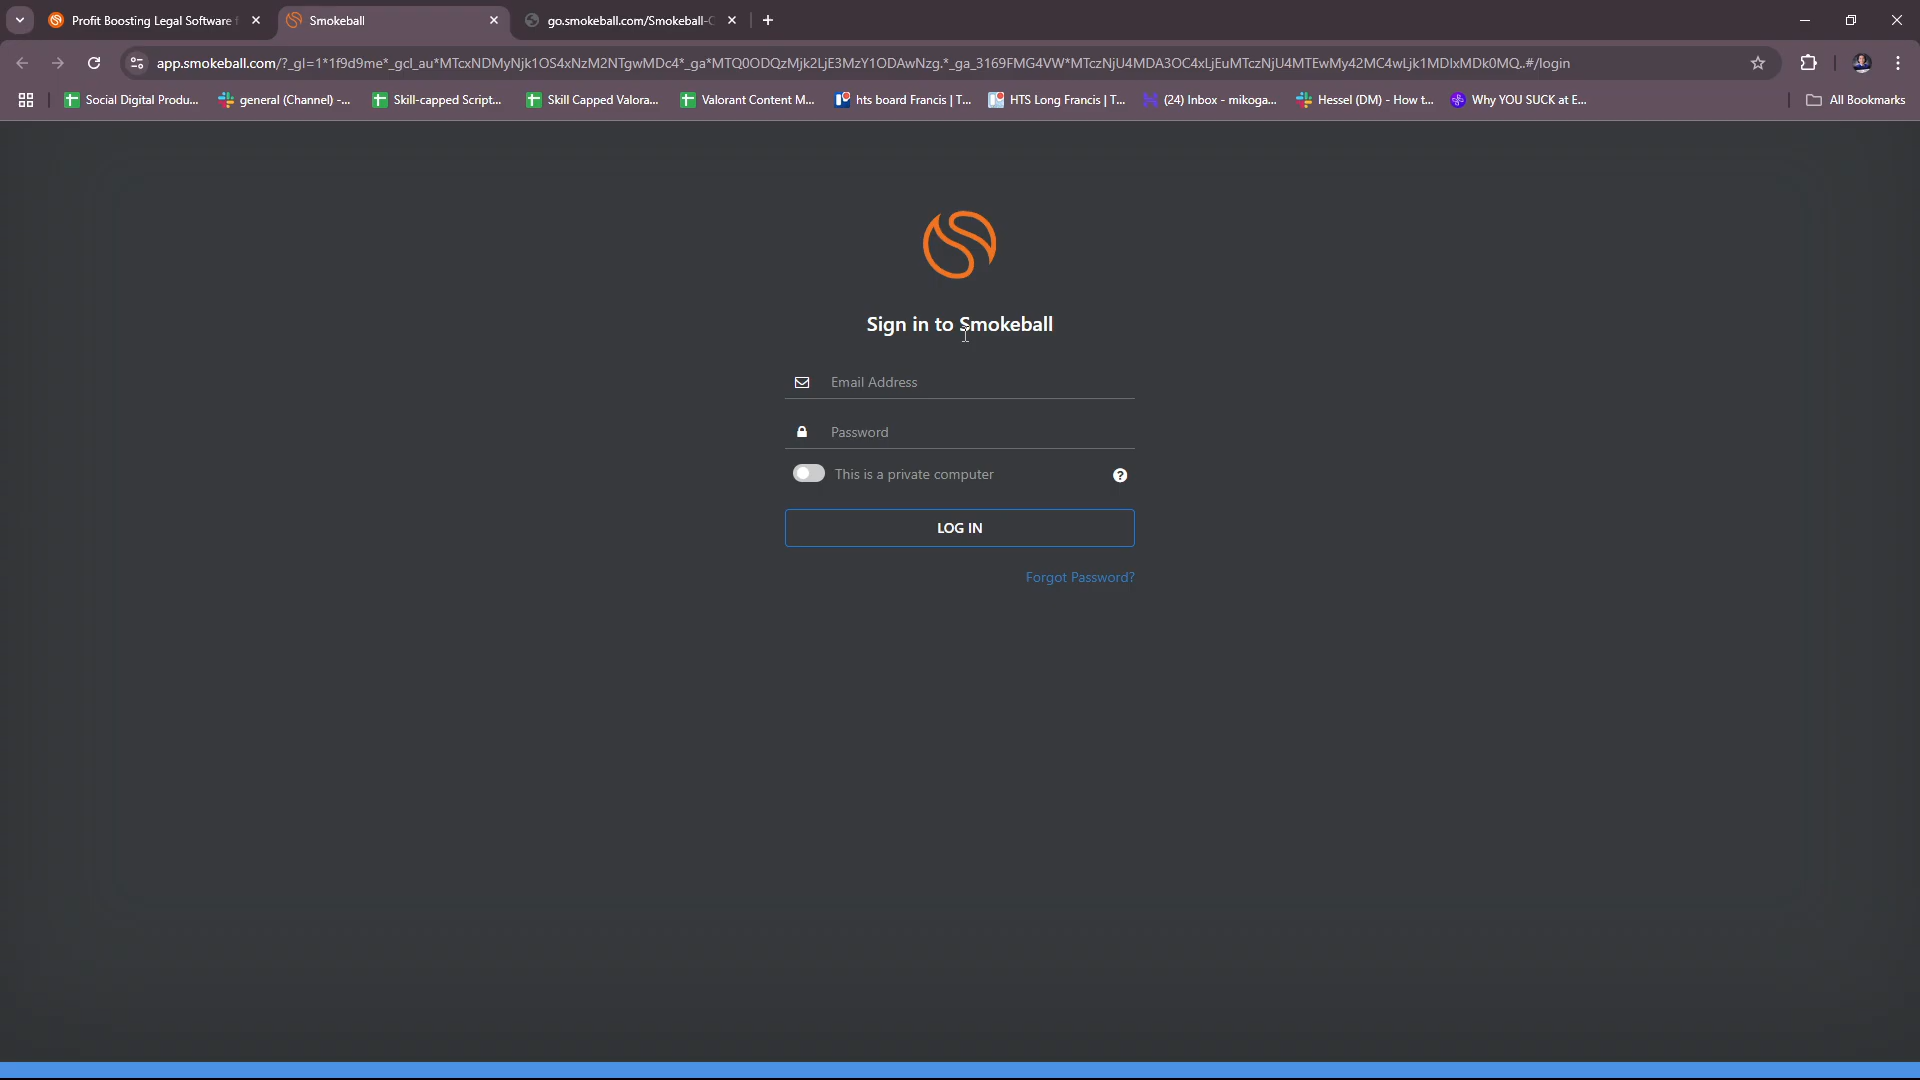 Profit Boosting Legal Software f
Smokeball
go.smokeball.com/Smokeball-C
app.smokeball.com/?_gl=1*1f9d9me*_gcl_au*MTcxNDMyNjk1OS4xNzM2NTgwMDc4*_ga*MTQ0ODQzMjk2LjE3MzY1ODAwNzg.*_ga_3169FMG4VW*MTczNjU4MDA3OC4xLjEuMTczNjU4MTEwMy42MC4wLjk1MDIxMDk0MQ..#/login
Social Digital Produ...
general (Channel) -...
Skill-capped Script...
Skill Capped Valora...
Valorant Content M...
hts board Francis | T...
HTS Long Francis | T...
(24) Inbox - mikoga...
Hessel (DM) - How t...
Why YOU SUCK at E...
All Bookmarks
Sign in to Smokeball
Email Address
Password
This is a private computer
?
LOG IN
Forgot Password?